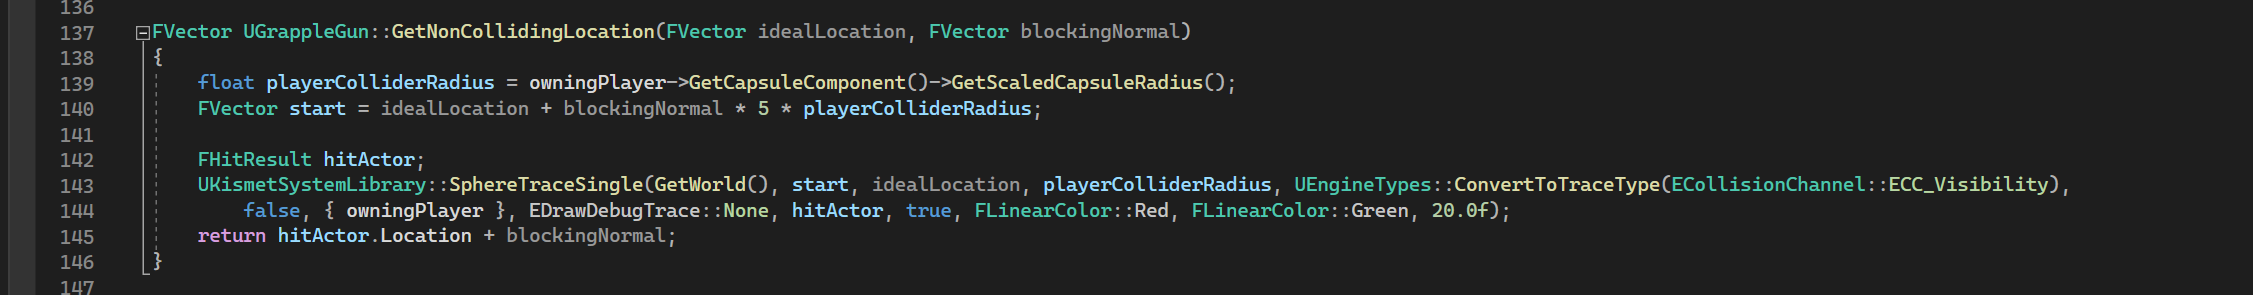 136
137 FVector UGrappleGun::GetNonCollidingLocation(FVector idealLocation, FVector blockingNormal)
138 {
139     float playerColliderRadius = owningPlayer->GetCapsuleComponent()->GetScaledCapsuleRadius();
140     FVector start = idealLocation + blockingNormal * 5 * playerColliderRadius;
141
142     FHitResult hitActor;
143     UKismetSystemLibrary::SphereTraceSingle(GetWorld(), start, idealLocation, playerColliderRadius, UEngineTypes::ConvertToTraceType(ECollisionChannel::ECC_Visibility),
144         false, { owningPlayer }, EDrawDebugTrace::None, hitActor, true, FLinearColor::Red, FLinearColor::Green, 20.0f);
145     return hitActor.Location + blockingNormal;
146 }
147